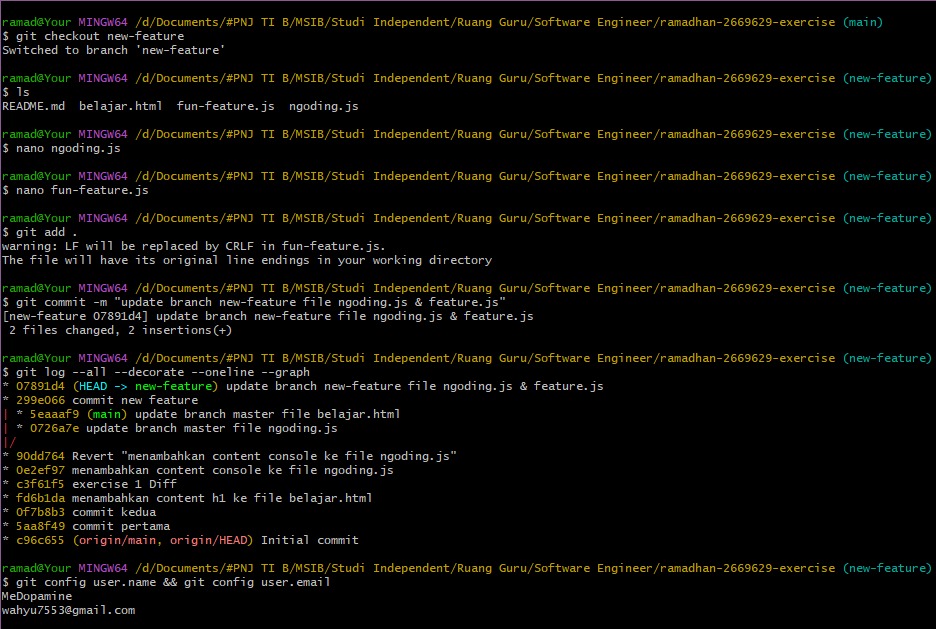 ramad@Your MINGW64 /d/Documents/#PNJ TI B/MSIB/Studi Independent/Ruang Guru/Software Engineer/ramadhan-2669629-exercise (main)
$ git checkout new-feature
Switched to branch 'new-feature'
ramad@Your MINGW64 /d/Documents/#PNJ TI B/MSIB/Studi Independent/Ruang Guru/Software Engineer/ramadhan-2669629-exercise (new-feature)
$ ls
README.md  belajar.html  fun-feature.js  ngoding.js
ramad@Your MINGW64 /d/Documents/#PNJ TI B/MSIB/Studi Independent/Ruang Guru/Software Engineer/ramadhan-2669629-exercise (new-feature)
$ nano ngoding.js
ramad@Your MINGW64 /d/Documents/#PNJ TI B/MSIB/Studi Independent/Ruang Guru/Software Engineer/ramadhan-2669629-exercise (new-feature)
$ nano fun-feature.js
ramad@Your MINGW64 /d/Documents/#PNJ TI B/MSIB/Studi Independent/Ruang Guru/Software Engineer/ramadhan-2669629-exercise (new-feature)
$ git add .
warning: LF will be replaced by CRLF in fun-feature.js.
The file will have its original line endings in your working directory
ramad@Your MINGW64 /d/Documents/#PNJ TI B/MSIB/Studi Independent/Ruang Guru/Software Engineer/ramadhan-2669629-exercise (new-feature)
$ git commit -m "update branch new-feature file ngoding.js & feature.js"
[new-feature 07891d4] update branch new-feature file ngoding.js & feature.js
 2 files changed, 2 insertions(+)
ramad@Your MINGW64 /d/Documents/#PNJ TI B/MSIB/Studi Independent/Ruang Guru/Software Engineer/ramadhan-2669629-exercise (new-feature)
$ git log --all --decorate --oneline --graph
* 07891d4 (HEAD -> new-feature) update branch new-feature file ngoding.js & feature.js
* 299e066 commit new feature
| * 5eaaaf9 (main) update branch master file belajar.html
| * 0726a7e update branch master file ngoding.js
|/
* 90dd764 Revert "menambahkan content console ke file ngoding.js"
* 0e2ef97 menambahkan content console ke file ngoding.js
* c3f61f5 exercise 1 Diff
* fd6b1da menambahkan content h1 ke file belajar.html
* 0f7b8b3 commit kedua
* 5aa8f49 commit pertama
* c96c655 (origin/main, origin/HEAD) Initial commit
ramad@Your MINGW64 /d/Documents/#PNJ TI B/MSIB/Studi Independent/Ruang Guru/Software Engineer/ramadhan-2669629-exercise (new-feature)
$ git config user.name && git config user.email
MeDopamine
wahyu7553@gmail.com